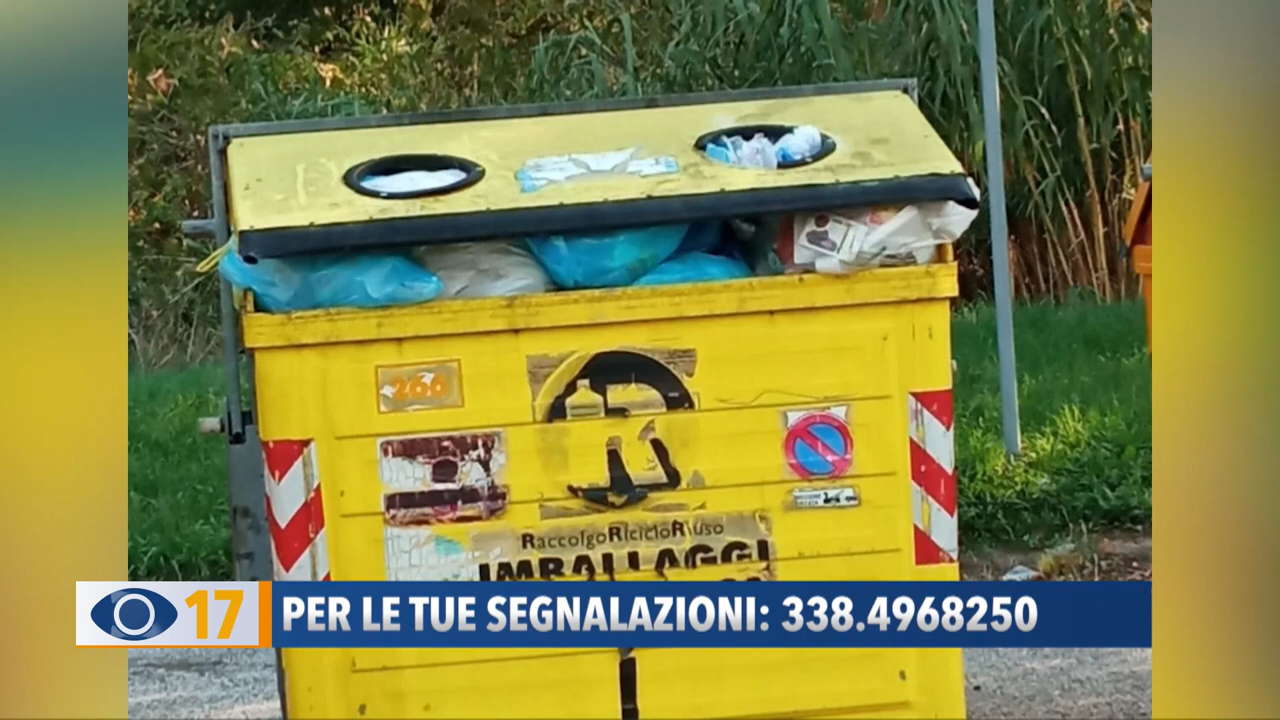 266
RaccolgoRicicloRiuso
IMBALLAGGI
17
PER LE TUE SEGNALAZIONI: 338.4968250